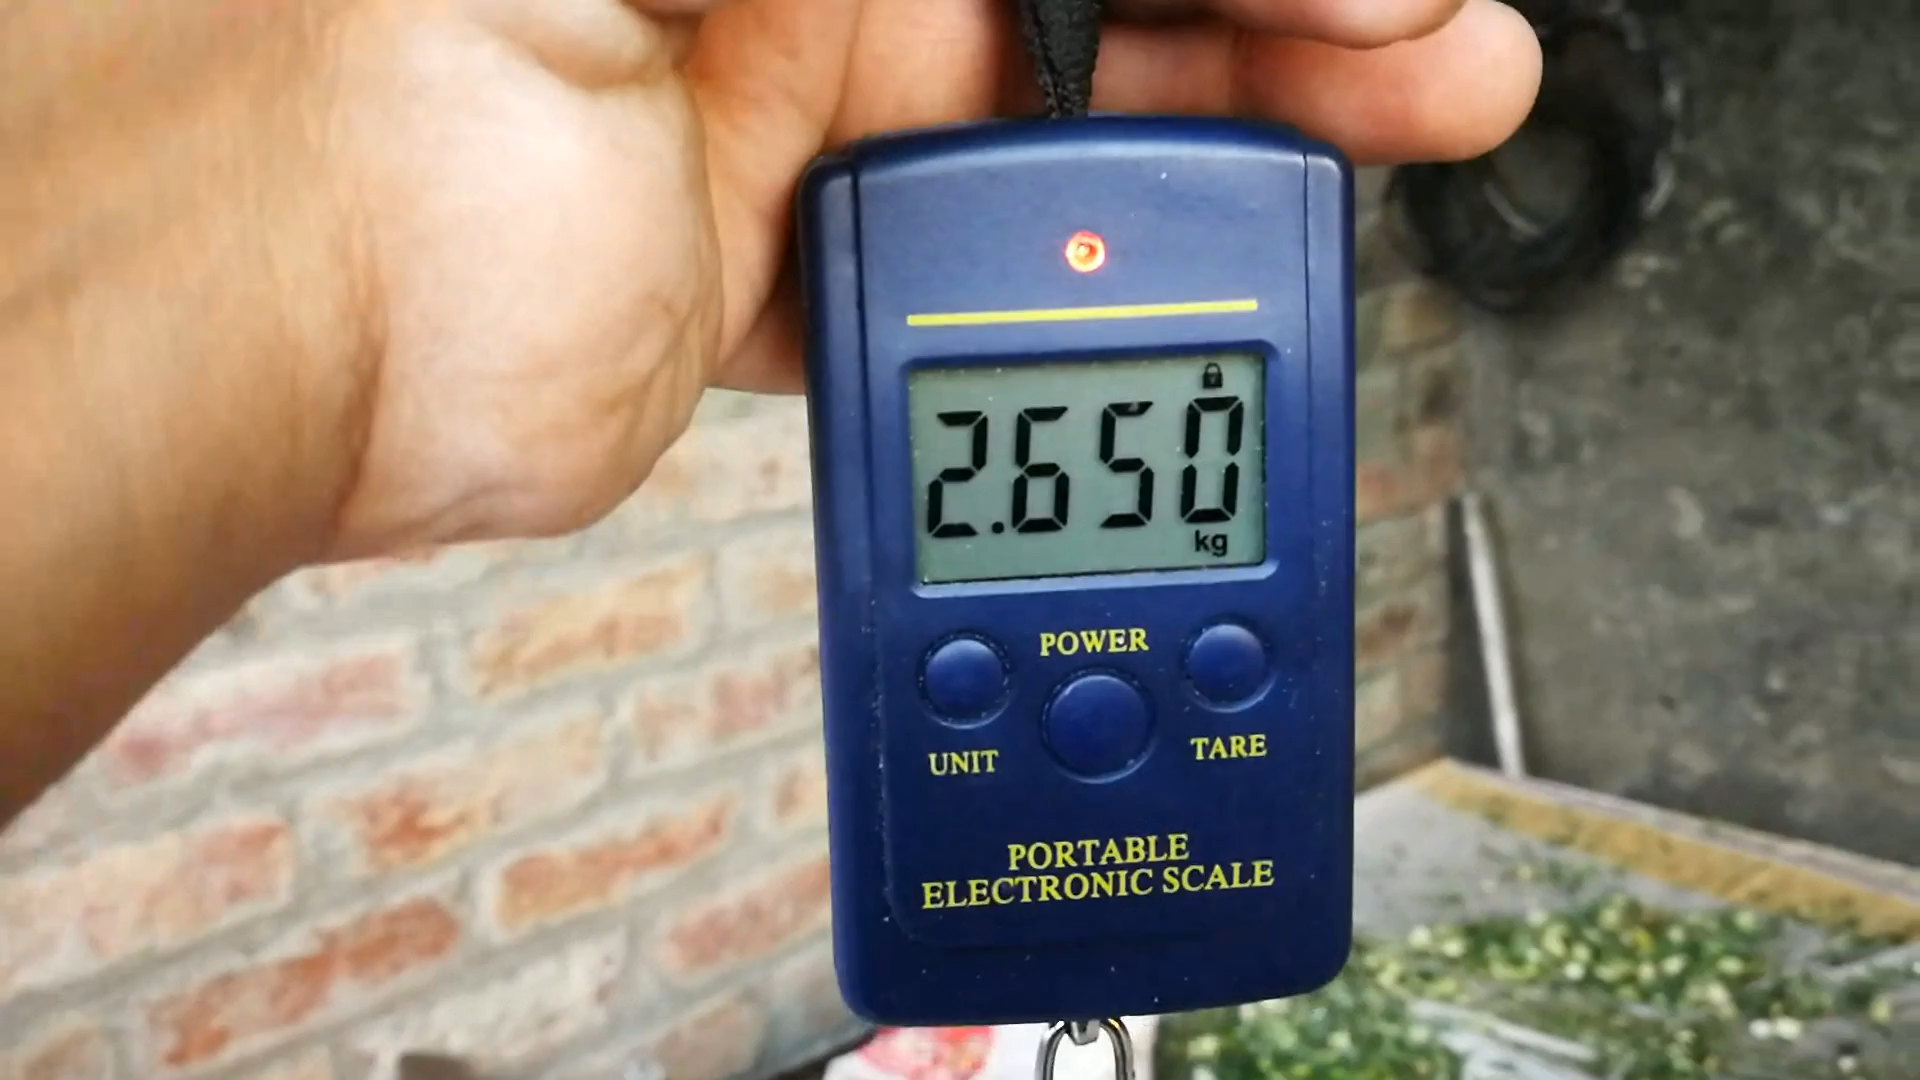 2.650
kg
POWER
UNIT
TARE
PORTABLE
ELECTRONIC SCALE